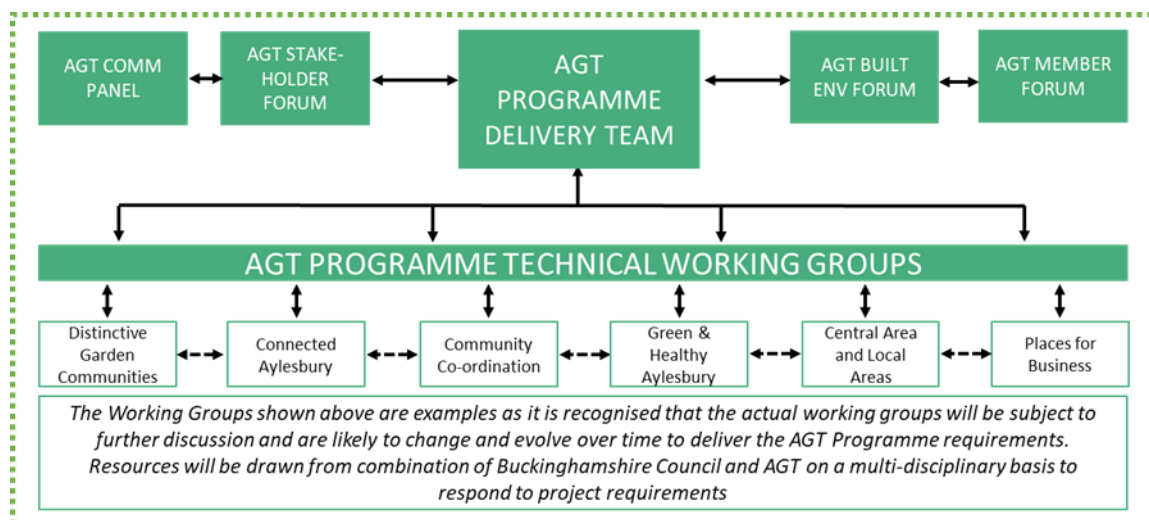 AGT COMM
PANEL
AGT STAKE-
HOLDER
FORUM
AGT
PROGRAMME
DELIVERY TEAM
AGT BUILT
ENV FORUM
AGT MEMBER
FORUM
AGT PROGRAMME TECHNICAL WORKING GROUPS
Distinctive
Garden
Communities
Connected
Aylesbury
Community
Co-ordination
Green &
Healthy
Aylesbury
Central Area
and Local
Areas
Places for
Business
The Working Groups shown above are examples as it is recognised that the actual working groups will be subject to
further discussion and are likely to change and evolve over time to deliver the AGT Programme requirements.
Resources will be drawn from combination of Buckinghamshire Council and AGT on a multi-disciplinary basis to
respond to project requirements